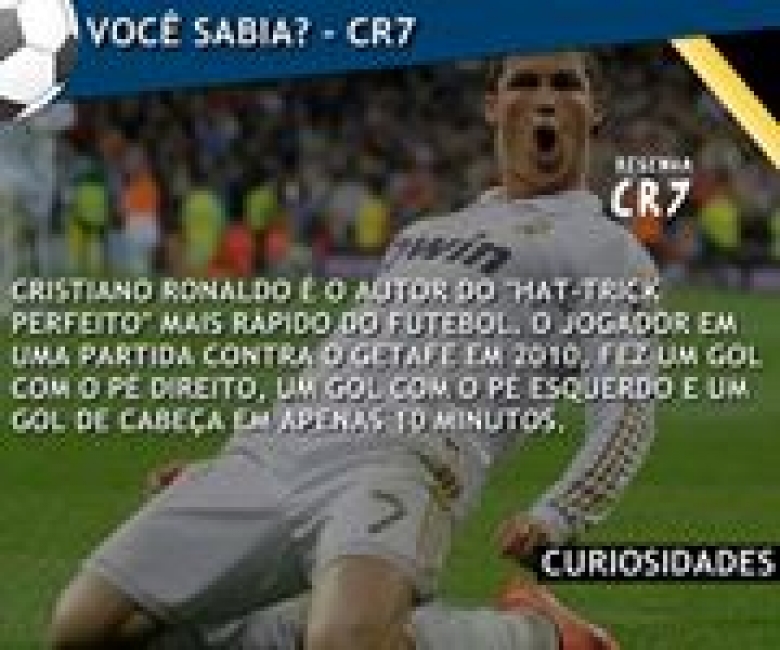 VOCÊ SABIA? - CR7
RESENHA
CR7
bwin
CRISTIANO RONALDO É O AUTOR DO "HAT-TRICK
PERFEITO" MAIS RÁPIDO DO FUTEBOL. O JOGADOR EM
UMA PARTIDA CONTRA O GETAFE EM 2010, FEZ UM GOL
COM O PÉ DIREITO, UM GOL COM O PÉ ESQUERDO E UM
GOL DE CABEÇA EM APENAS 10 MINUTOS.
7
CURIOSIDADES